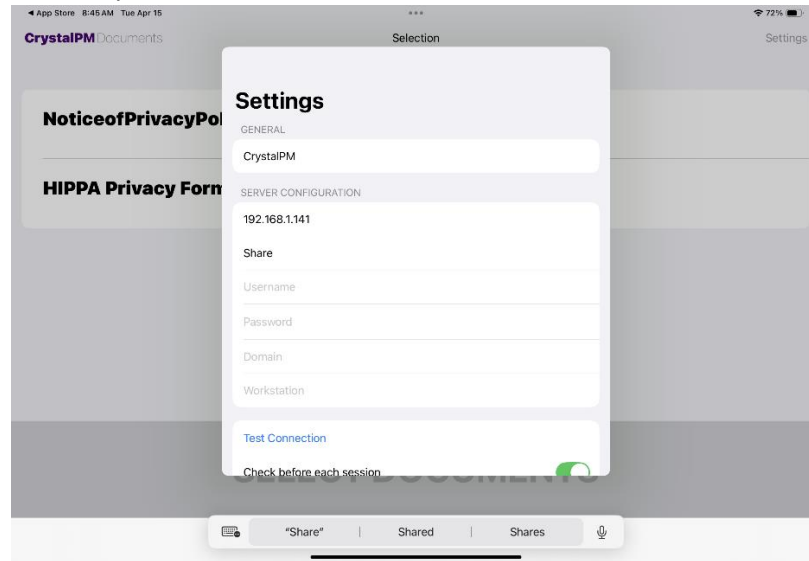 ◀ App Store 8:45 AM Tue Apr 15 72%
CrystalPM Documents Selection Settings
Settings
NoticeofPrivacyPol
GENERAL
CrystalPM
HIPPA Privacy Form
SERVER CONFIGURATION
192.168.1.141
Share
Username
Password
Domain
Workstation
Test Connection
Check before each session
SELECT DOCUMENTS
"Share" Shared Shares